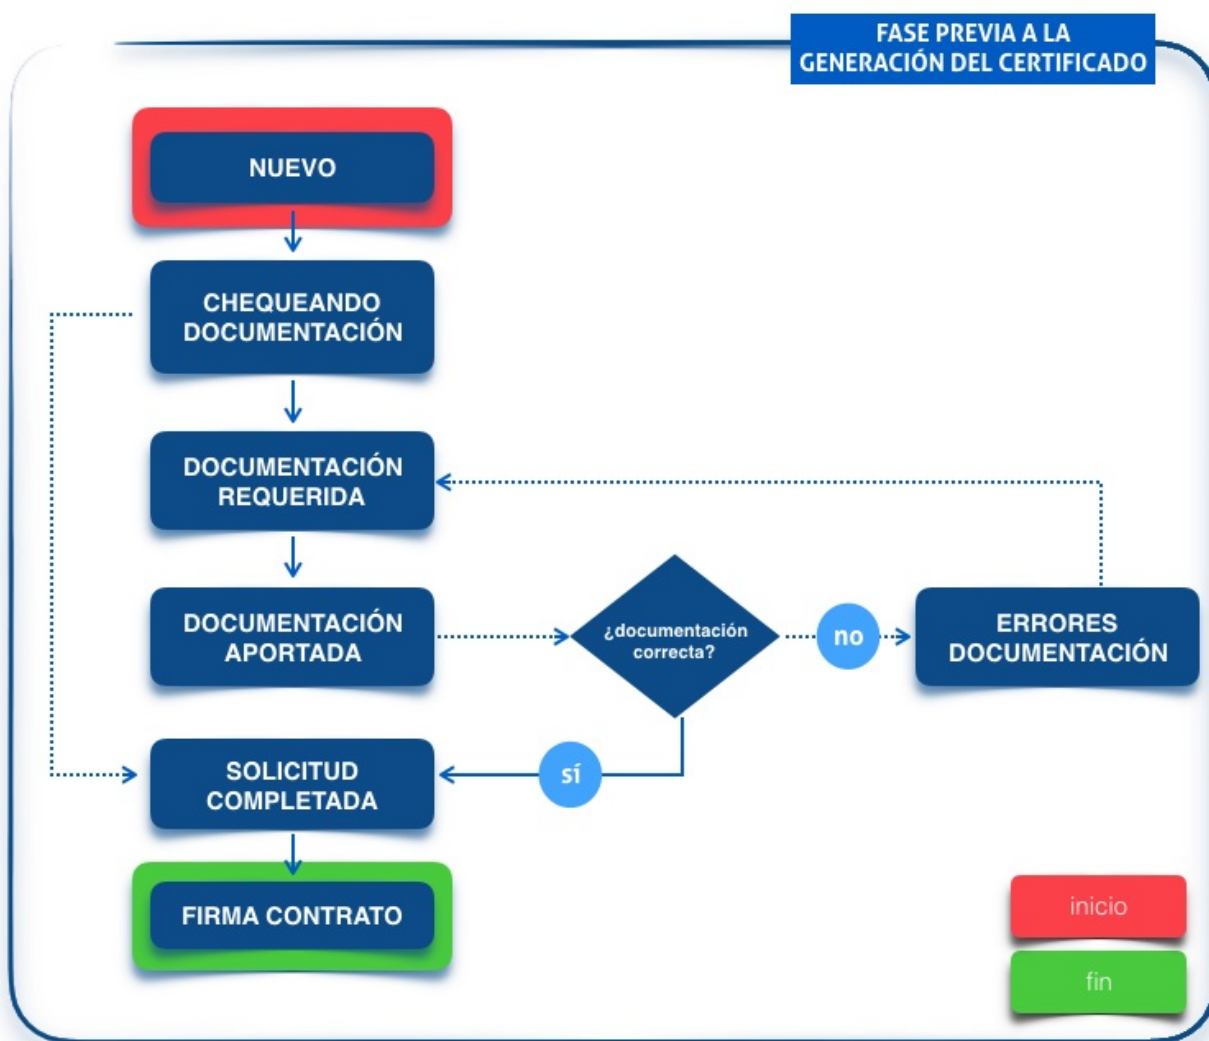 FASE PREVIA A LA
GENERACIÓN DEL CERTIFICADO
NUEVO
CHEQUEANDO
DOCUMENTACIÓN
DOCUMENTACIÓN
REQUERIDA
DOCUMENTACIÓN
APORTADA
¿documentación
correcta?
no
ERRORES
DOCUMENTACIÓN
SOLICITUD
COMPLETADA
sí
FIRMA CONTRATO
inicio
fin